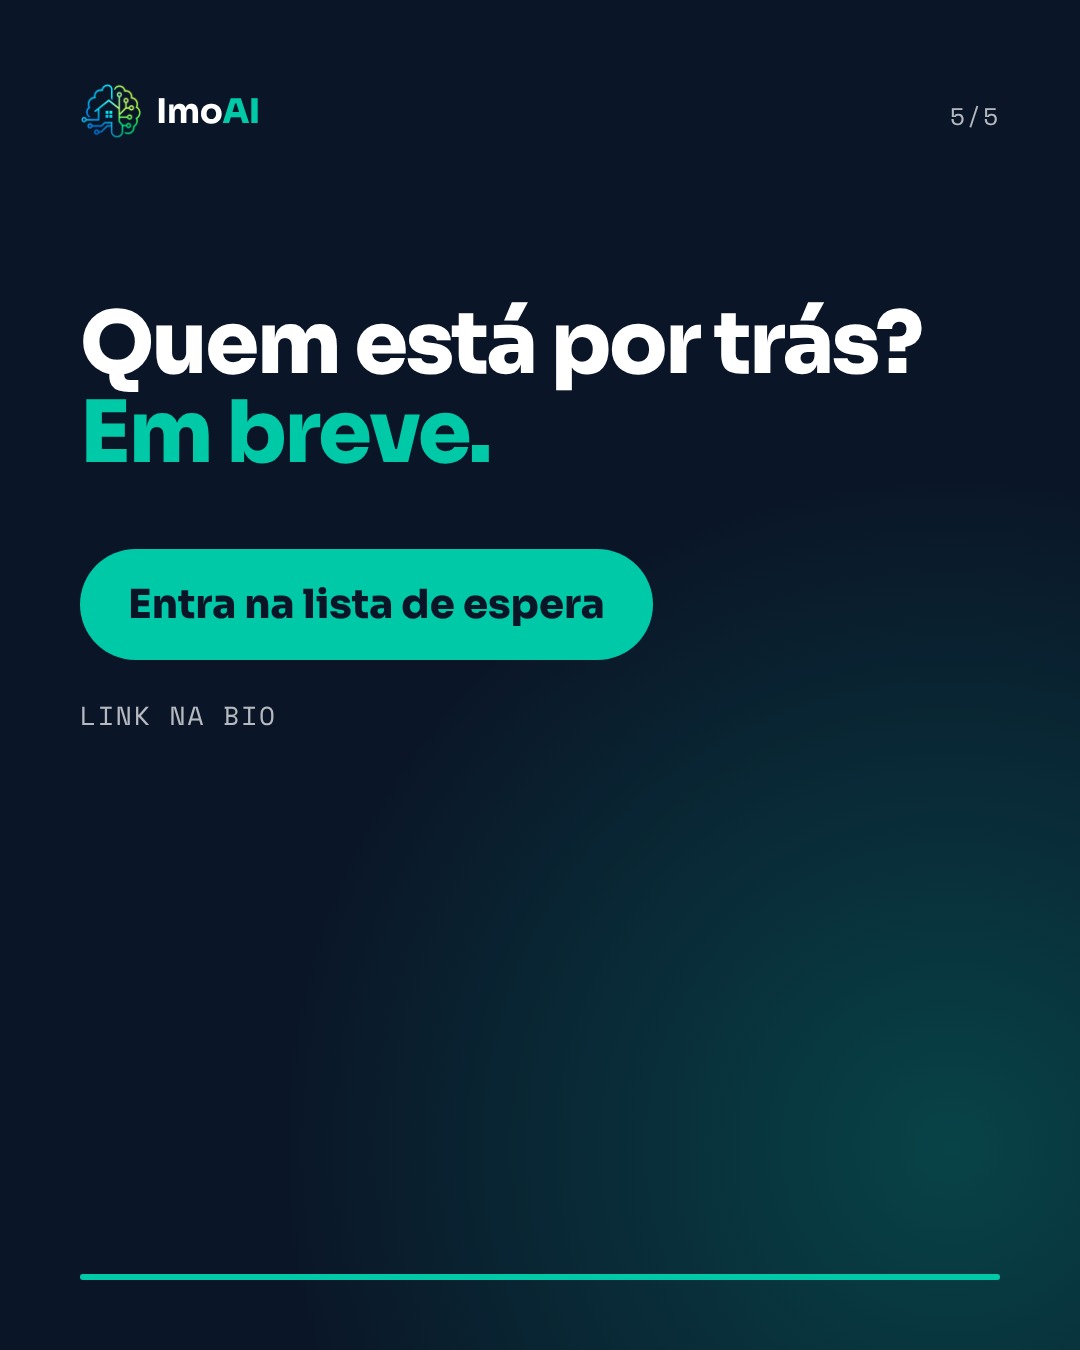 ImoAI
5/5
Quem está por trás?
Em breve.
Entra na lista de espera
LINK NA BIO